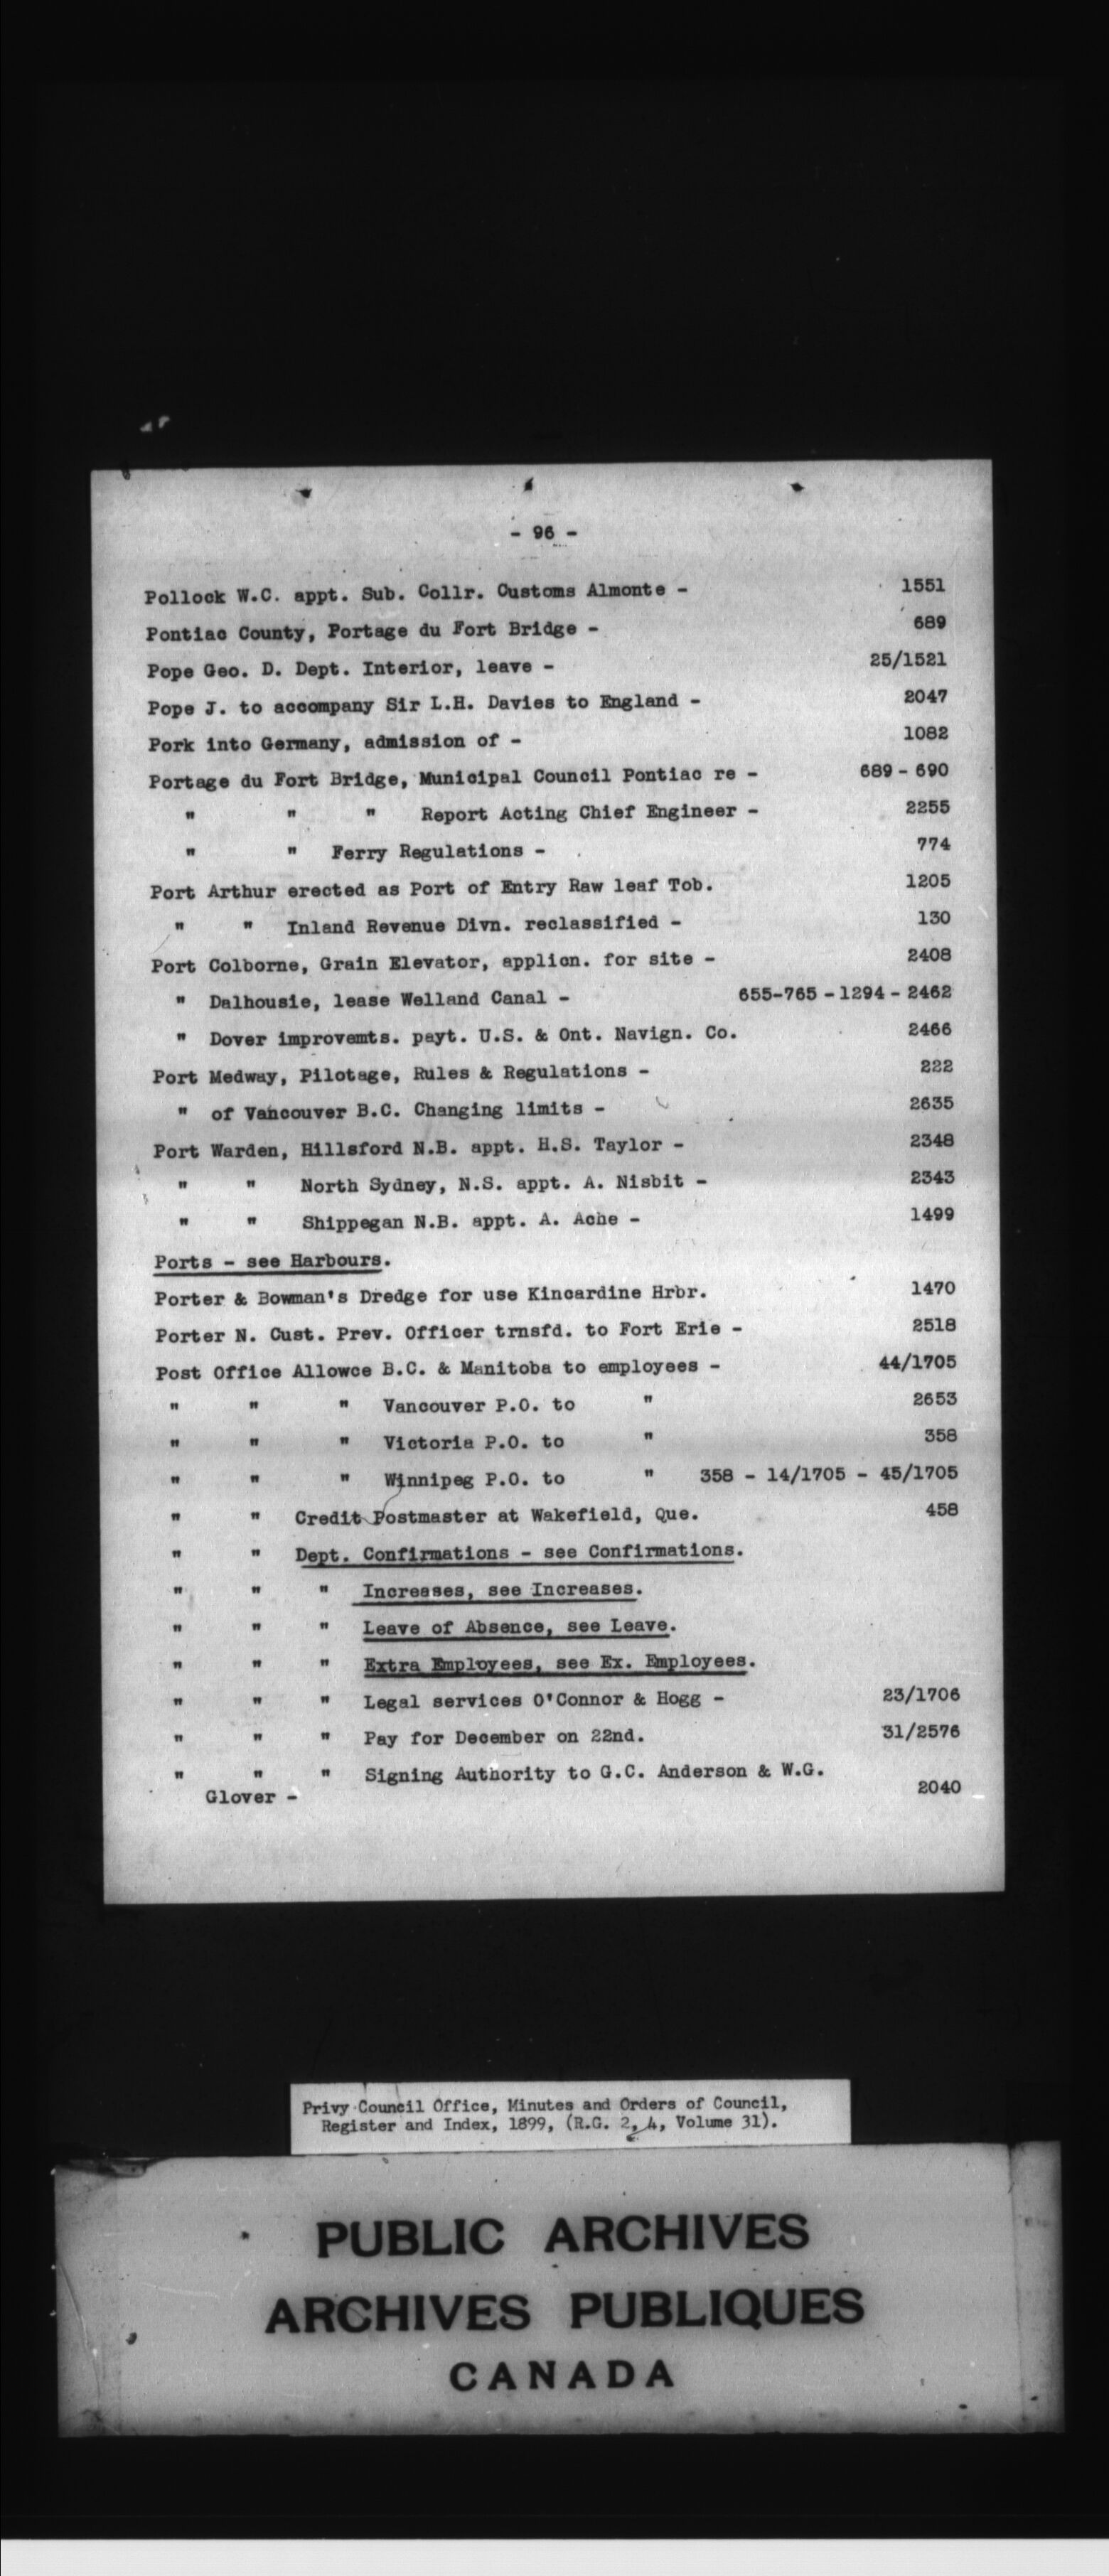 - 96 -
Pollock W.C. appt. Sub. Collr. Customs Almonte - 1551
Pontiac County, Portage du Fort Bridge - 689
Pope Geo. D. Dept. Interior, leave - 25/1521
Pope J. to accompany Sir L.H. Davies to England - 2047
Pork into Germany, admission of - 1082
Portage du Fort Bridge, Municipal Council Pontiac re - 689 - 690
" " " Report Acting Chief Engineer - 2255
" " Ferry Regulations - 774
Port Arthur erected as Port of Entry Raw leaf Tob. 1205
" " Inland Revenue Divn. reclassified - 130
Port Colborne, Grain Elevator, applicn. for site - 2408
" Dalhousie, lease Welland Canal - 655-765 - 1294 - 2462
" Dover improvemts. payt. U.S. & Ont. Navign. Co. 2466
Port Medway, Pilotage, Rules & Regulations - 222
" of Vancouver B.C. Changing limits - 2635
Port Warden, Hillsford N.B. appt. H.S. Taylor - 2348
" " North Sydney, N.S. appt. A. Nisbit - 2343
" " Shippegan N.B. appt. A. Ache - 1499
Ports - see Harbours.
Porter & Bowman's Dredge for use Kincardine Hrbr. 1470
Porter N. Cust. Prev. Officer trnsfd. to Fort Erie - 2518
Post Office Allowce B.C. & Manitoba to employees - 44/1705
" " " Vancouver P.O. to " 2653
" " " Victoria P.O. to " 358
" " " Winnipeg P.O. to " 358 - 14/1705 - 45/1705
" " Credit Postmaster at Wakefield, Que. 458
" " Dept. Confirmations - see Confirmations.
" " " Increases, see Increases.
" " " Leave of Absence, see Leave.
" " " Extra Employees, see Ex. Employees.
" " " Legal services O'Connor & Hogg - 23/1706
" " " Pay for December on 22nd. 31/2576
" " " Signing Authority to G.C. Anderson & W.G.
Glover - 2040
Privy Council Office, Minutes and Orders of Council,
Register and Index, 1899, (R.G. 2, 4, Volume 31).
PUBLIC ARCHIVES
ARCHIVES PUBLIQUES
CANADA